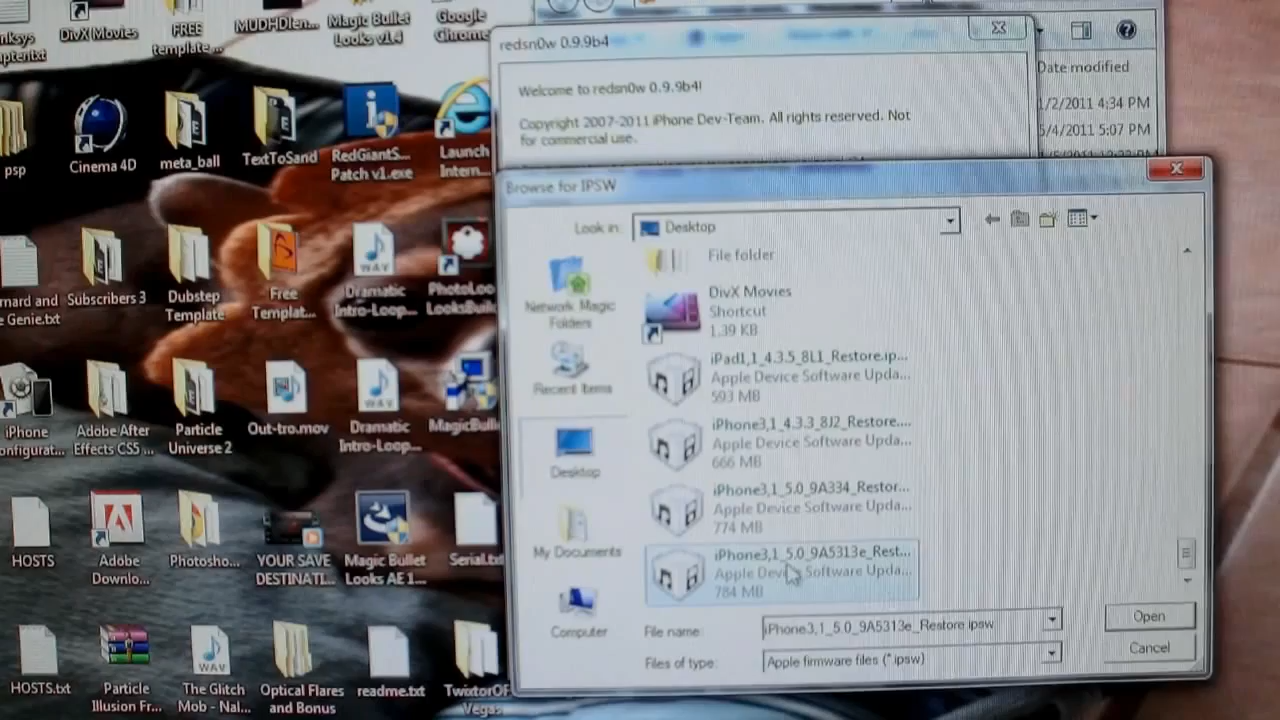 DivX Movies
FREE
template...
MUDHDIen...
Magic Bullet
Looks v1.4
Google
Chrome
psp
Cinema 4D
meta_ball
TextToSand
RedGiantS...
Patch v1.exe
Launch
Intern...
mard and
Genie.txt
Subscribers 3
Dubstep
Template
Free
Templat...
Dramatic
Intro-Loop...
PhotoLoo
LooksBuil
iPhone
onfigurat...
Adobe After
Effects CS5 ...
Particle
Universe 2
Out-tro.mov
Dramatic
Intro-Loop...
MagicBull
HOSTS
Adobe
Downlo...
Photosho...
YOUR SAVE
DESTINATI...
Magic Bullet
Looks AE 1...
Serial.txt
HOSTS.txt
Particle
Illusion Fr...
The Glitch
Mob - Nal...
Optical Flares
and Bonus
readme.txt
TwixtorOF
Vegas
redsn0w 0.9.9b4
Welcome to redsn0w 0.9.9b4!
Copyright 2007-2011 iPhone Dev-Team. All rights reserved. Not
for commercial use.
Date modified
1/2/2011 4:34 PM
5/4/2011 5:07 PM
Browse for IPSW
Look in:
Desktop
Network Magic
Folders
Recent Items
Desktop
My Documents
Computer
File folder
DivX Movies
Shortcut
1.39 KB
iPad1,1_4.3.5_8L1_Restore.ip...
Apple Device Software Upda...
593 MB
iPhone3,1_4.3.3_8J2_Restore....
Apple Device Software Upda...
666 MB
iPhone3,1_5.0_9A334_Restor...
Apple Device Software Upda...
774 MB
iPhone3,1_5.0_9A5313e_Rest...
Apple Device Software Upda...
784 MB
File name:
iPhone3,1_5.0_9A5313e_Restore.ipsw
Open
Files of type:
Apple firmware files (*.ipsw)
Cancel